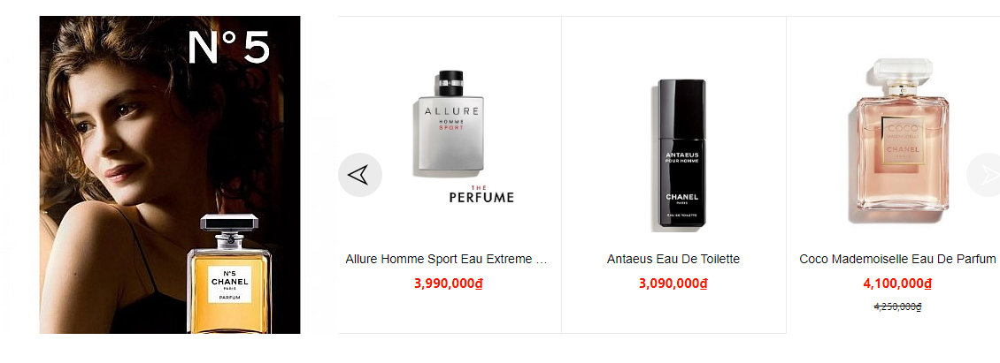 N°5
N°5
CHANEL
PARIS
PARFUM
ALLURE
HOMME
SPORT
THE
PERFUME
Allure Homme Sport Eau Extreme ...
3,990,000₫
ANTAEUS
POUR HOMME
CHANEL
PARIS
EAU DE TOILETTE
Antaeus Eau De Toilette
3,090,000₫
COCO
MADEMOISELLE
CHANEL
PARIS
Coco Mademoiselle Eau De Parfum
4,100,000₫
4,250,000₫